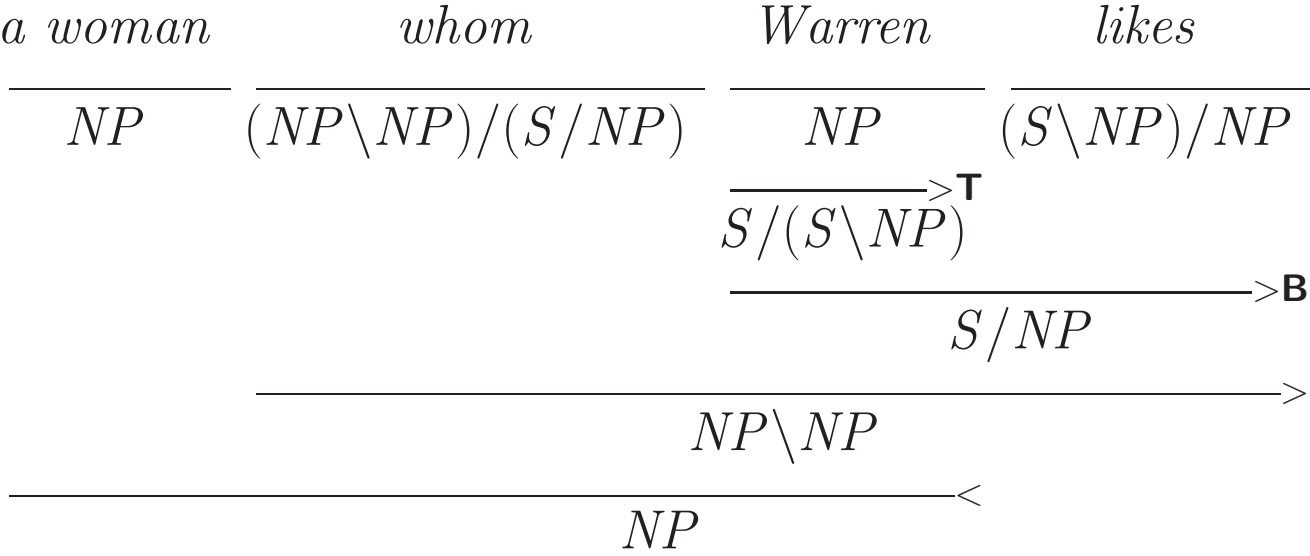 a woman whom Warren likes
NP (NP\NP)/(S/NP) NP (S\NP)/NP
>T
S/(S\NP)
>B
S/NP
>
NP\NP
<
NP